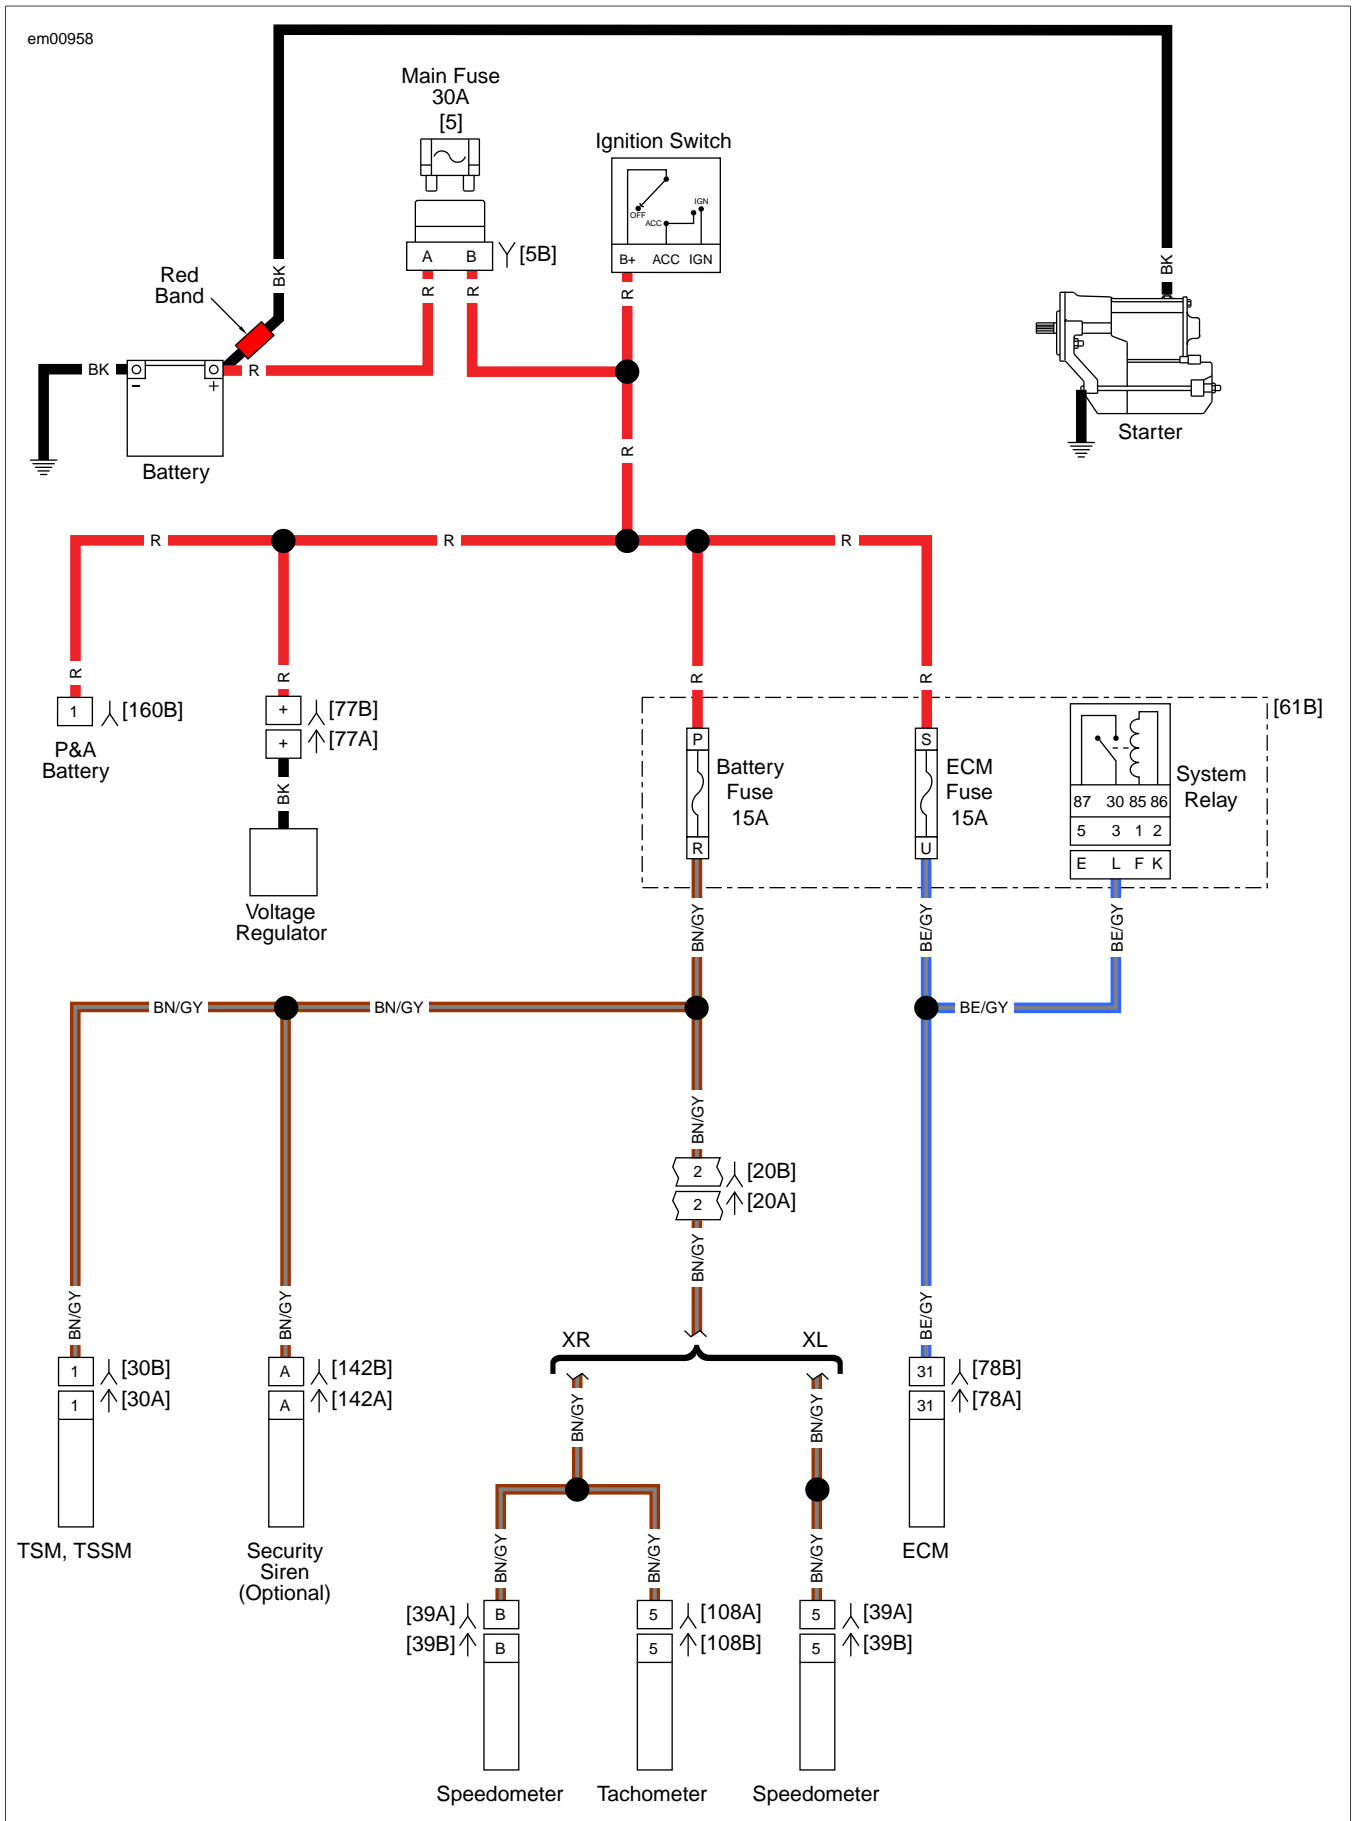 em00958
Main Fuse
30A
[5]
Ignition Switch
OFF
ACC
IGN
B+ ACC IGN
A B
[5B]
R
R
R
BK
BK
Red
Band
BK
R
-
+
Battery
Starter
R
R
R
R
R
R
R
R
1
[160B]
P&A
Battery
+
[77B]
+
[77A]
BK
Voltage
Regulator
[61B]
P
Battery
Fuse
15A
R
S
ECM
Fuse
15A
U
System
Relay
87 30 85 86
5 3 1 2
E L F K
BN/GY
BE/GY
BE/GY
BN/GY
BN/GY
BE/GY
BN/GY
2
[20B]
2
[20A]
BN/GY
BN/GY
BN/GY
BE/GY
XR
XL
1
[30B]
1
[30A]
TSM, TSSM
A
[142B]
A
[142A]
Security
Siren
(Optional)
31
[78B]
31
[78A]
ECM
BN/GY
BN/GY
BN/GY
BN/GY
BN/GY
[39A]
B
[39B]
B
Speedometer
5
[108A]
5
[108B]
Tachometer
5
[39A]
5
[39B]
Speedometer